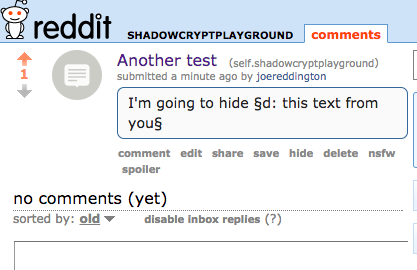 reddit SHADOWCRYPTPLAYGROUND comments
1
Another test (self.shadowcryptplayground)
submitted a minute ago by joereddington
I'm going to hide §d: this text from
you§
comment edit share save hide delete nsfw
spoiler
no comments (yet)
sorted by: old disable inbox replies (?)